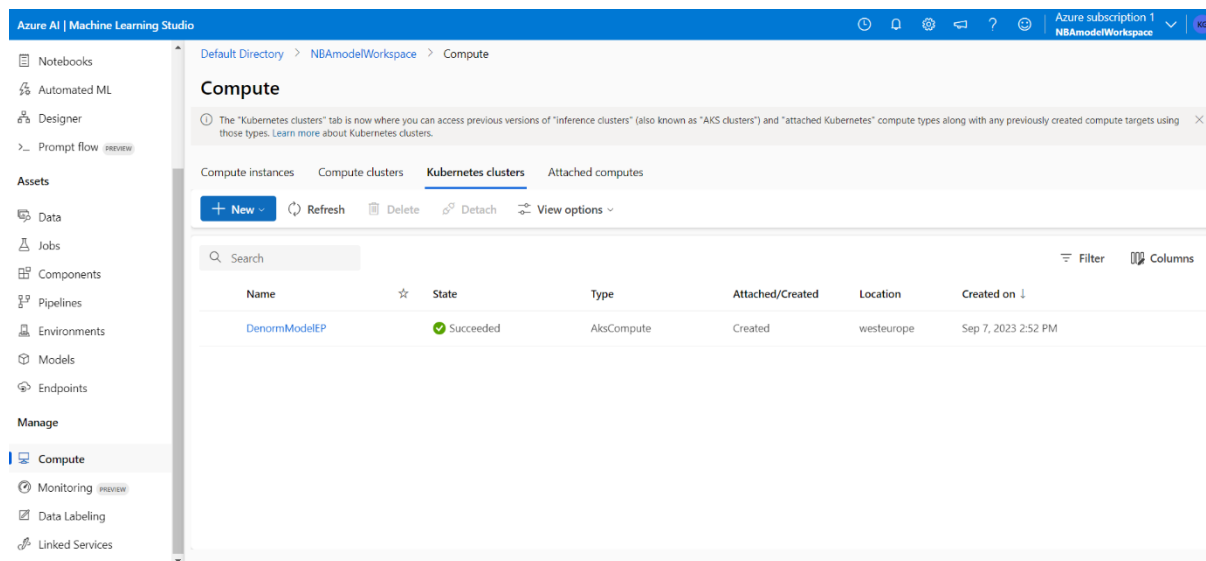 Azure AI | Machine Learning Studio
Azure subscription 1
NBAmodelWorkspace
KG
Notebooks
Automated ML
Designer
Prompt flow PREVIEW
Assets
Data
Jobs
Components
Pipelines
Environments
Models
Endpoints
Manage
Compute
Monitoring PREVIEW
Data Labeling
Linked Services
Default Directory > NBAmodelWorkspace > Compute
Compute
The "Kubernetes clusters" tab is now where you can access previous versions of "inference clusters" (also known as "AKS clusters") and "attached Kubernetes" compute types along with any previously created compute targets using
those types. Learn more about Kubernetes clusters.
Compute instances Compute clusters Kubernetes clusters Attached computes
New Refresh Delete Detach View options
Search Filter Columns
Name State Type Attached/Created Location Created on ↓
DenormModelEP Succeeded AksCompute Created westeurope Sep 7, 2023 2:52 PM